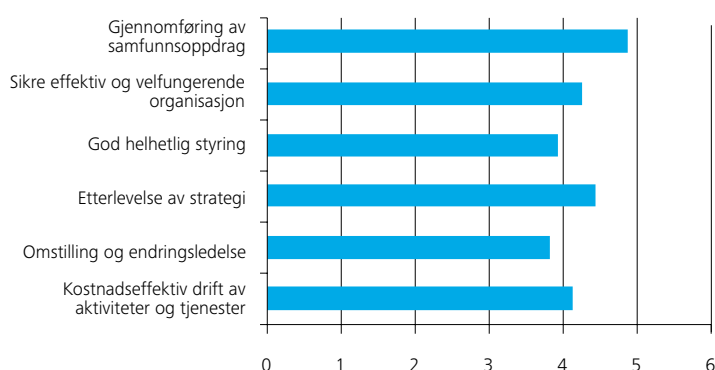 Gjennomføring av
samfunnsoppdrag
Sikre effektiv og velfungerende
organisasjon
God helhetlig styring
Etterlevelse av strategi
Omstilling og endringsledelse
Kostnadseffektiv drift av
aktiviteter og tjenester
0 1 2 3 4 5 6